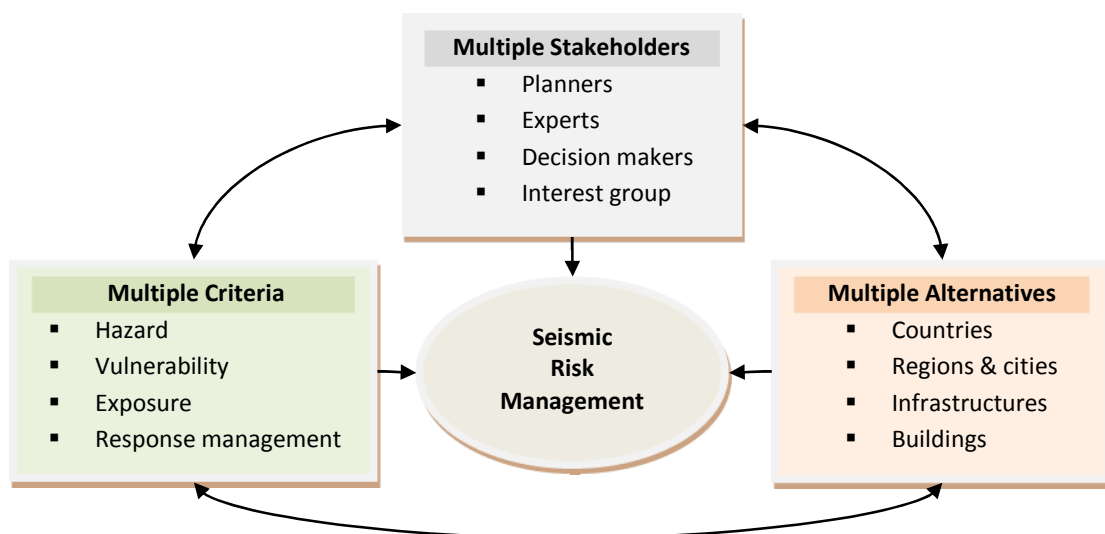 Multiple Stakeholders
▪ Planners
▪ Experts
▪ Decision makers
▪ Interest group
Multiple Criteria
▪ Hazard
▪ Vulnerability
▪ Exposure
▪ Response management
Seismic
Risk
Management
Multiple Alternatives
▪ Countries
▪ Regions & cities
▪ Infrastructures
▪ Buildings